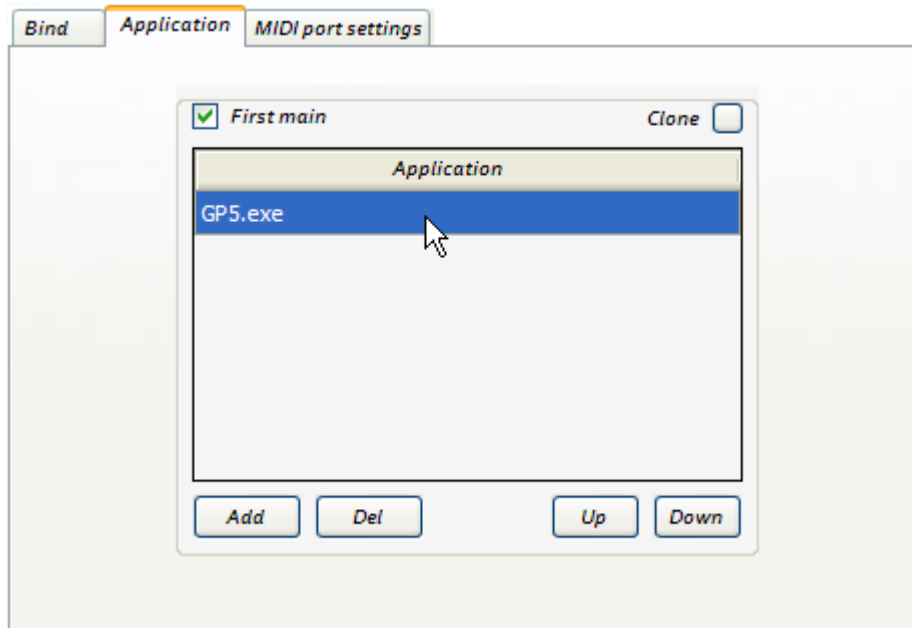 Bind Application MIDI port settings
First main Clone
Application
GP5.exe
Add Del Up Down